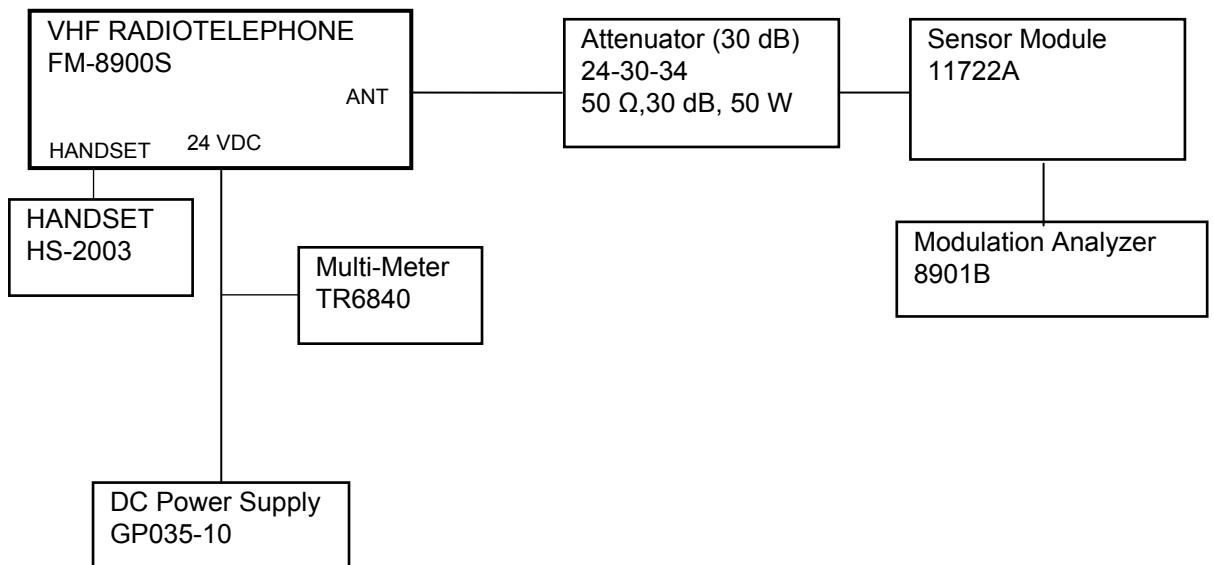 VHF RADIOTELEPHONE
FM-8900S
ANT
HANDSET
24 VDC
Attenuator (30 dB)
24-30-34
50 Ω,30 dB, 50 W
Sensor Module
11722A
HANDSET
HS-2003
Multi-Meter
TR6840
Modulation Analyzer
8901B
DC Power Supply
GP035-10